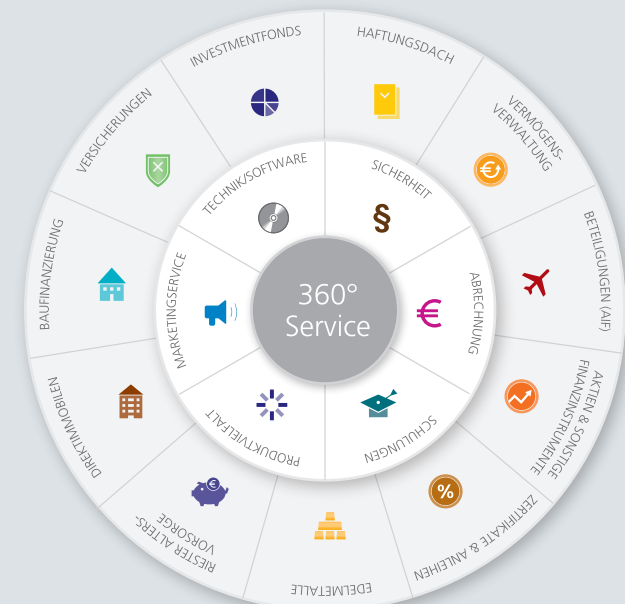 360°
Service
TECHNIK/SOFTWARE
SICHERHEIT
§
ABRECHNUNG
€
SCHULUNGEN
PRODUKTVIELFALT
MARKETINGSERVICE
INVESTMENTFONDS
HAFTUNGSDACH
VERMÖGENS-
VERWALTUNG
€
BETEILIGUNGEN (AIF)
AKTIEN & SONSTIGE
FINANZINSTRUMENTE
ZERTIFIKATE & ANLEIHEN
%
EDELMETALLE
RIESTER ALTERS-
VORSORGE
€
DIREKTIMMOBILEN
BAUFINANZIERUNG
VERSICHERUNGEN